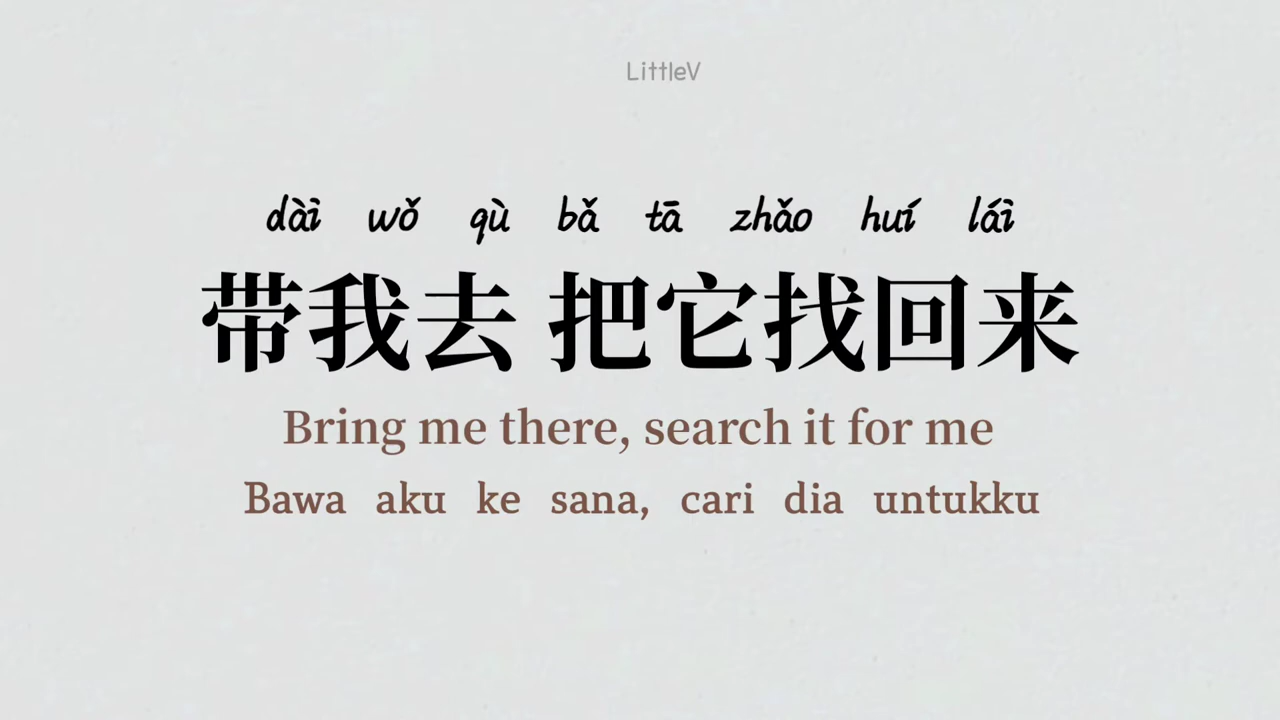 LittleV
dài wǒ qù bǎ tā zhǎo huí lái
带我去 把它找回来
Bring me there, search it for me
Bawa aku ke sana, cari dia untukku